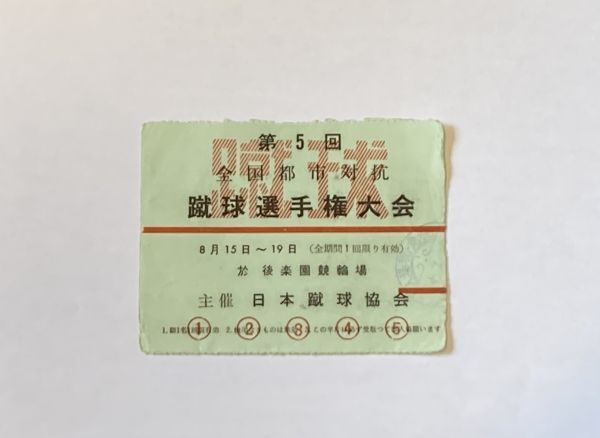 蹴球
第5回
全国都市対抗
蹴球選手権大会
8月15日〜19日 (全期間1回限り有効)
於 後楽園競輪場
主催 日本蹴球協会
① ② ③ ④ ⑤